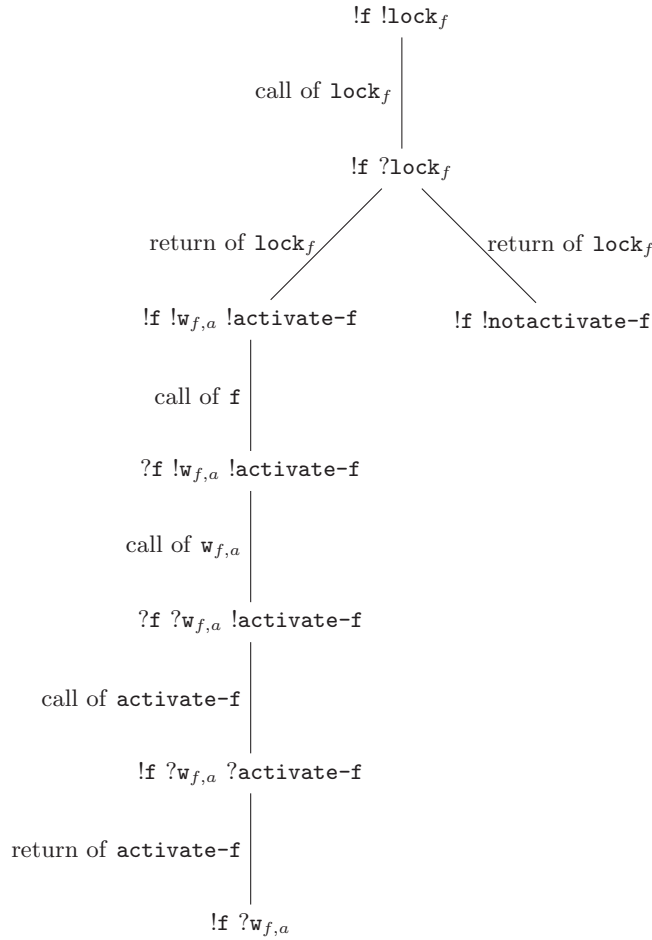 !f !lock_f
call of lock_f
!f ?lock_f
return of lock_f return of lock_f
!f !w_{f,a} !activate-f !f !notactivate-f
call of f
?f !w_{f,a} !activate-f
call of w_{f,a}
?f ?w_{f,a} !activate-f
call of activate-f
!f ?w_{f,a} ?activate-f
return of activate-f
!f ?w_{f,a}